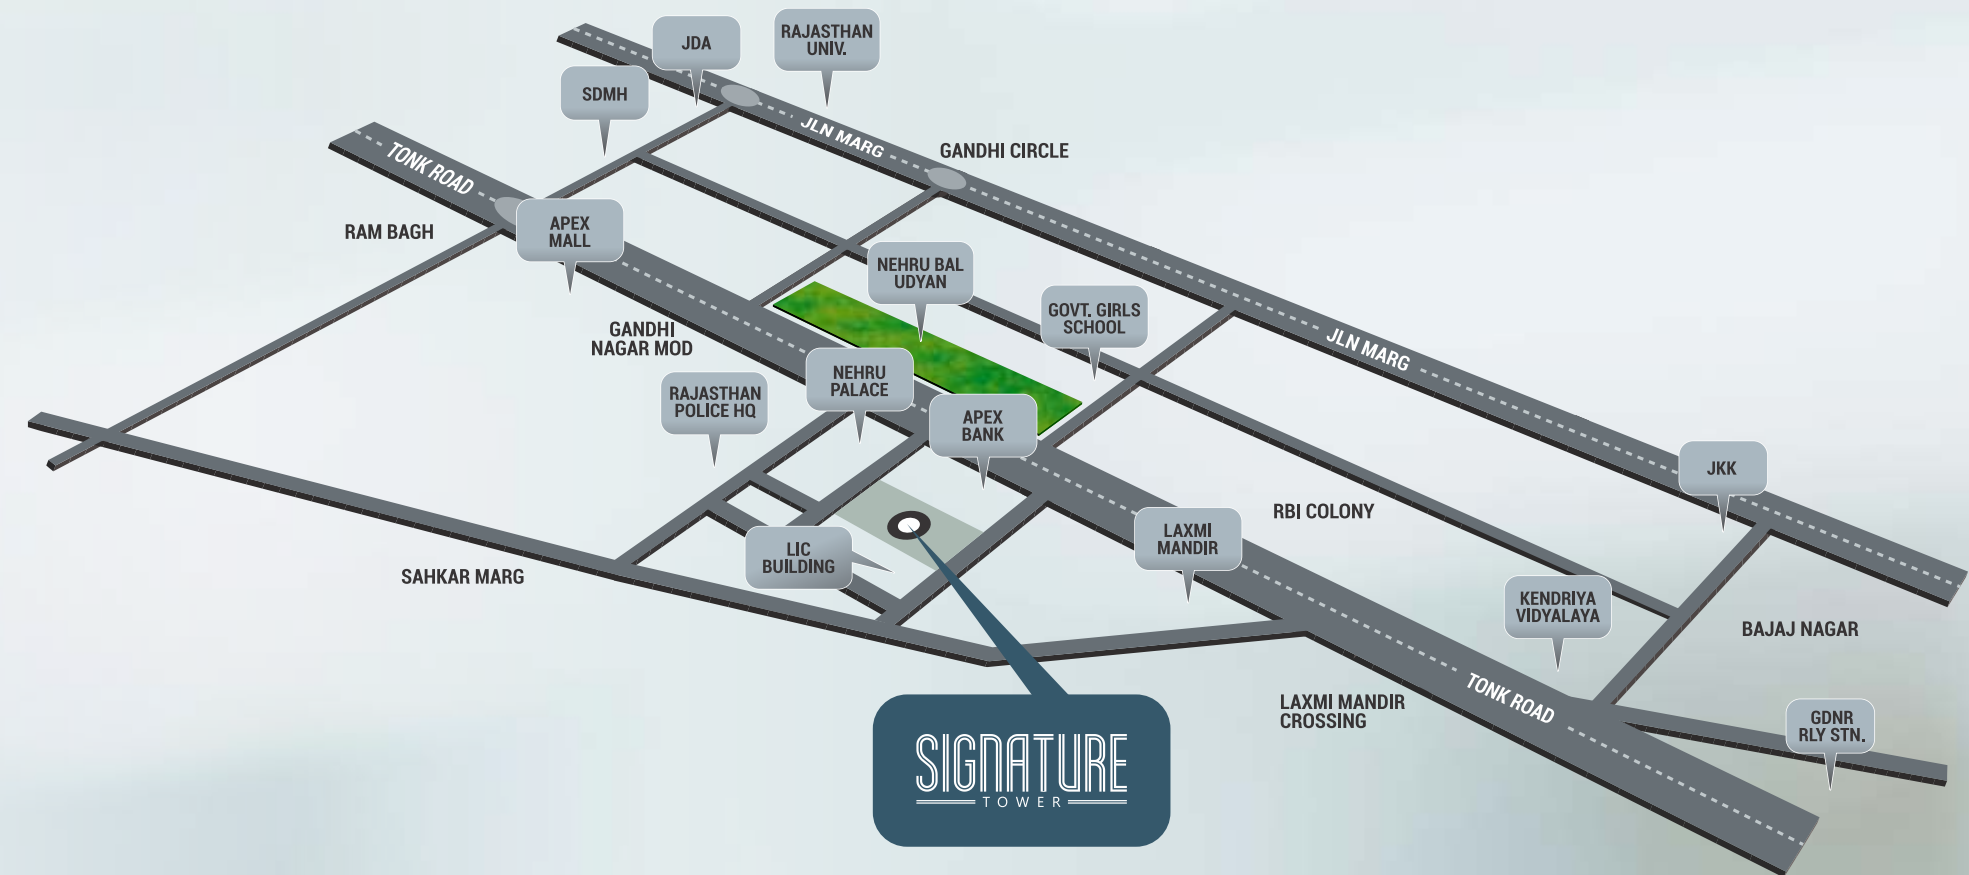 JDA
RAJASTHAN
UNIV.
SDMH
JLN MARG
GANDHI CIRCLE
TONK ROAD
RAM BAGH
APEX
MALL
NEHRU BAL
UDYAN
GOVT. GIRLS
SCHOOL
GANDHI
NAGAR MOD
JLN MARG
NEHRU
PALACE
RAJASTHAN
POLICE HQ
APEX
BANK
JKK
RBI COLONY
LAXMI
MANDIR
LIC
BUILDING
SAHKAR MARG
KENDRIYA
VIDYALAYA
BAJAJ NAGAR
TONK ROAD
LAXMI MANDIR
CROSSING
GDNR
RLY STN.
SIGNATURE
TOWER